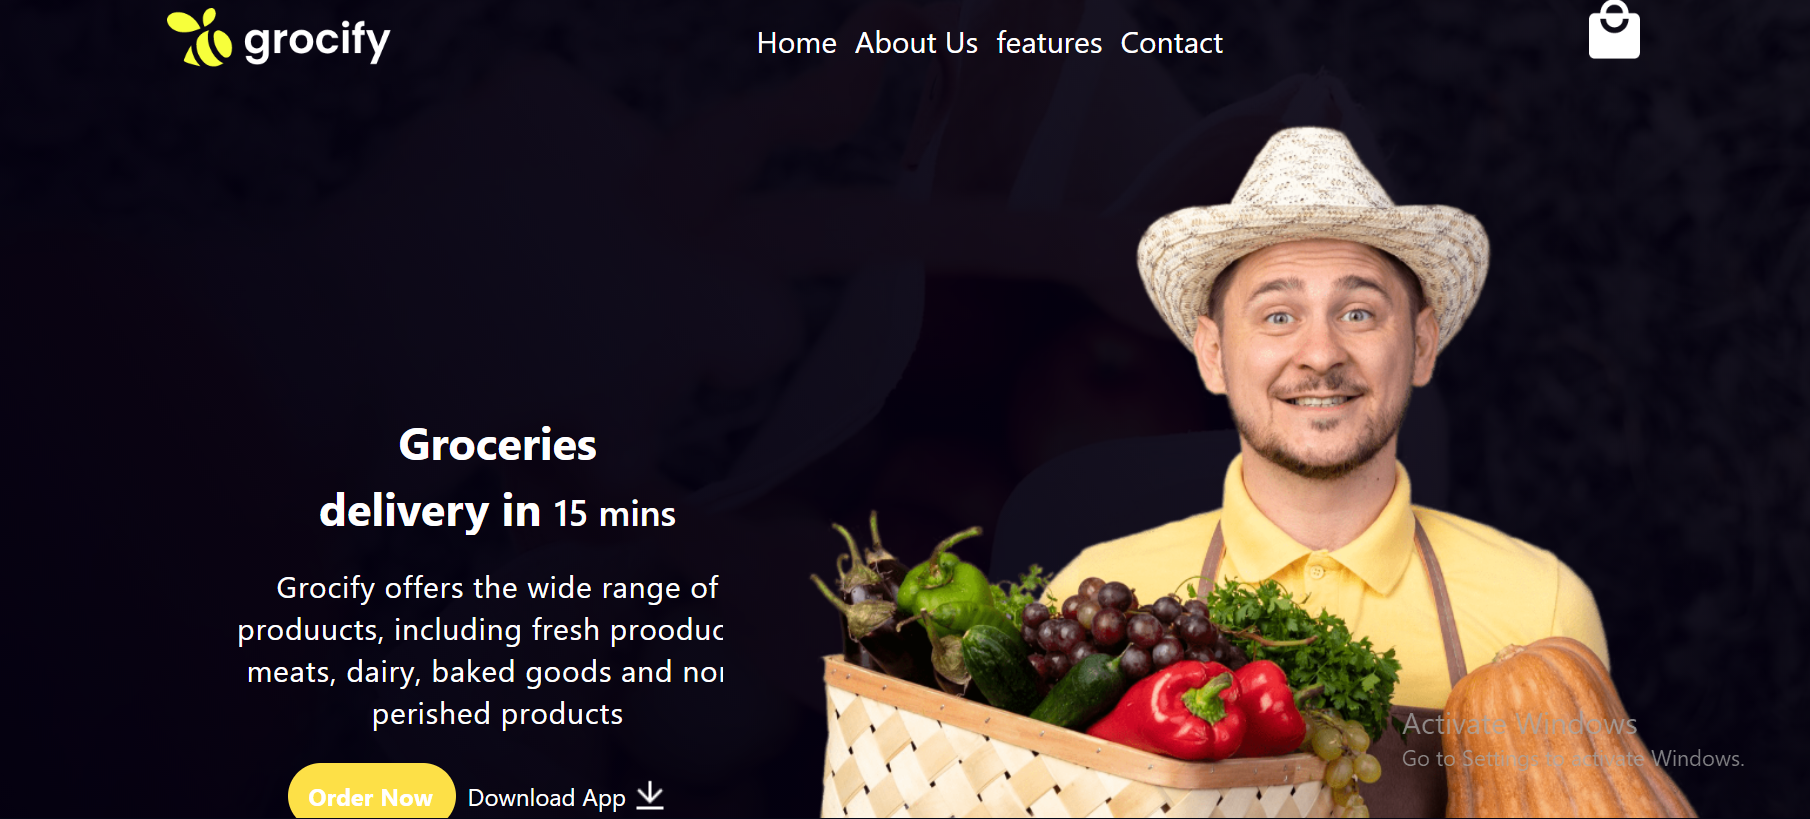 grocify
Home About Us features Contact
Groceries
delivery in 15 mins
Grocify offers the wide range of
produucts, including fresh prooduc
meats, dairy, baked goods and no
perished products
Order Now Download App
Activate Windows
Go to Settings to activate Windows.